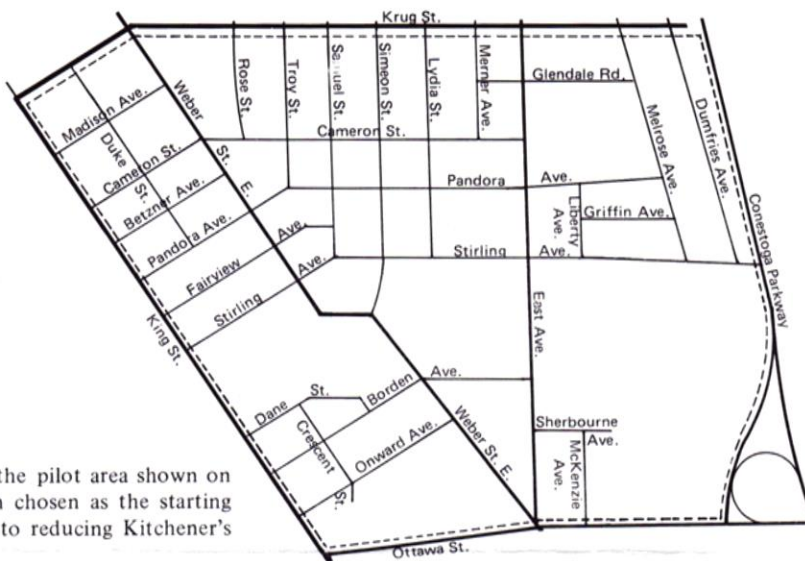 Krug St.
Weber St. E.
Rose St.
Troy St.
Samuel St.
Simeon St.
Lydia St.
Merner Ave.
Glendale Rd.
Melrose Ave.
Dumfries Ave.
Madison Ave.
Duke St.
Cameron St.
Cameron St.
Betzner Ave.
Pandora Ave.
Pandora Ave.
Liberty Ave.
Griffin Ave.
Conestoga Parkway
Fairview Ave.
Stirling Ave.
Stirling Ave.
King St.
East Ave.
Dane St.
Borden Ave.
Crescent St.
Onward Ave.
Weber St. E.
Sherbourne Ave.
McKenzie Ave.
Ottawa St.
the pilot area shown on
n chosen as the starting
to reducing Kitchener's